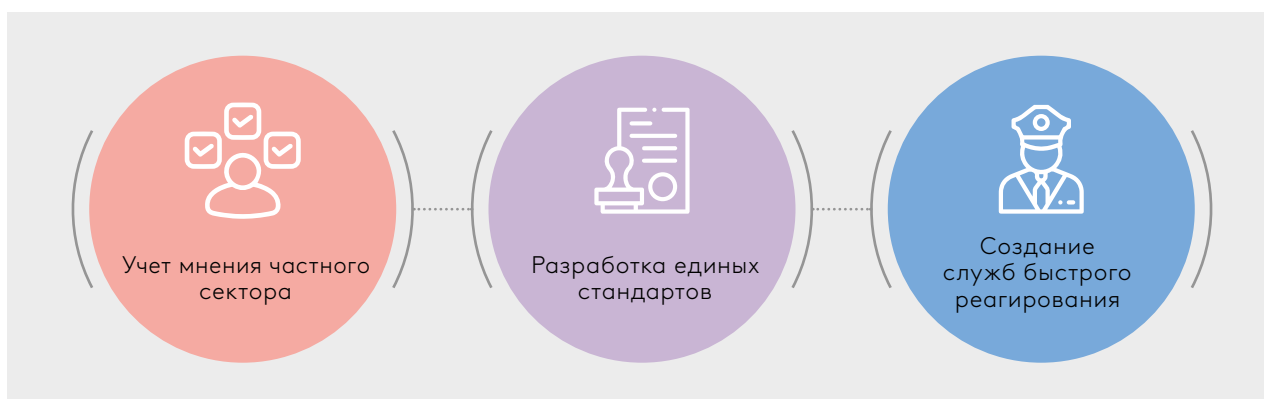 Учет мнения частного
сектора
Разработка единых
стандартов
Создание
служб быстрого
реагирования